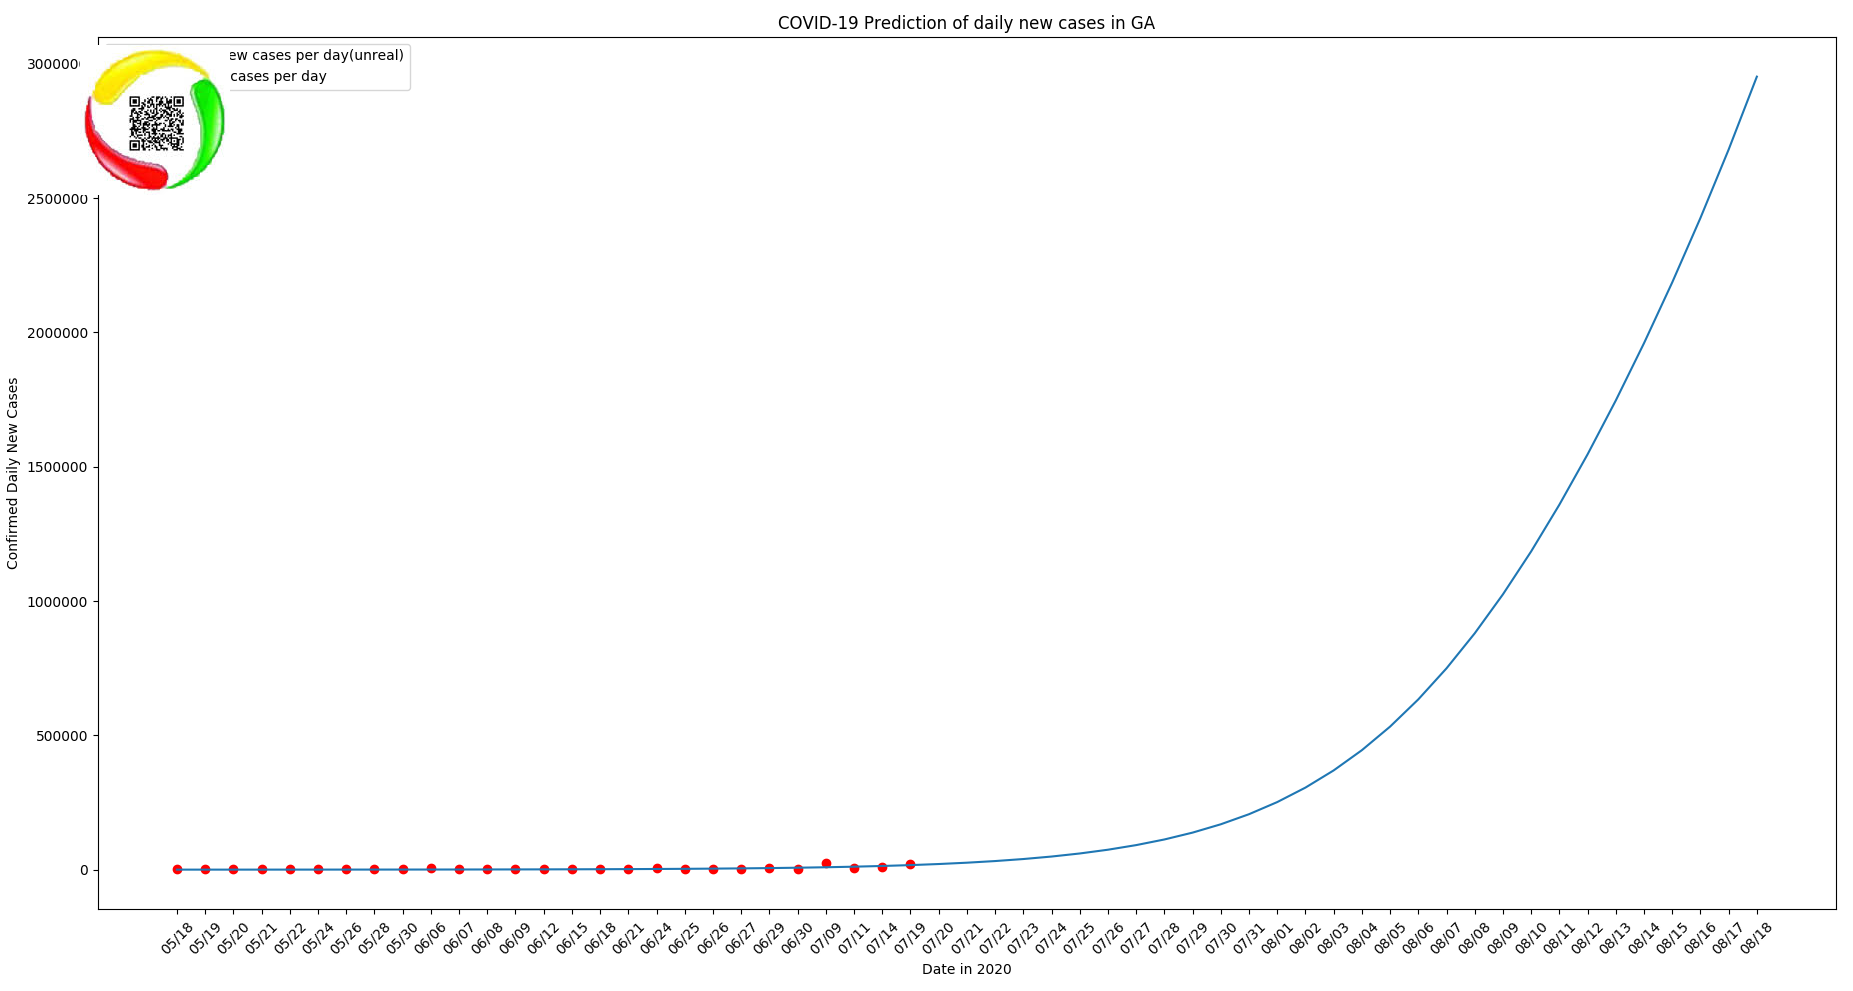 COVID-19 Prediction of daily new cases in GA
cases per day(unreal)
cases per day
2500000
2000000
1500000
1000000
500000
0
Confirmed Daily New Cases
05/18 05/19 05/20 05/21 05/22 05/24 05/26 05/28 05/30 06/06 06/07 06/08 06/09 06/12 06/15 06/18 06/21 06/24 06/25 06/26 06/27 06/29 06/30 07/09 07/11 07/14 07/19 07/20 07/21 07/22 07/23 07/24 07/25 07/26 07/27 07/28 07/29 07/30 07/31 08/01 08/02 08/03 08/04 08/05 08/06 08/07 08/08 08/09 08/10 08/11 08/12 08/13 08/14 08/15 08/16 08/17 08/18
Date in 2020